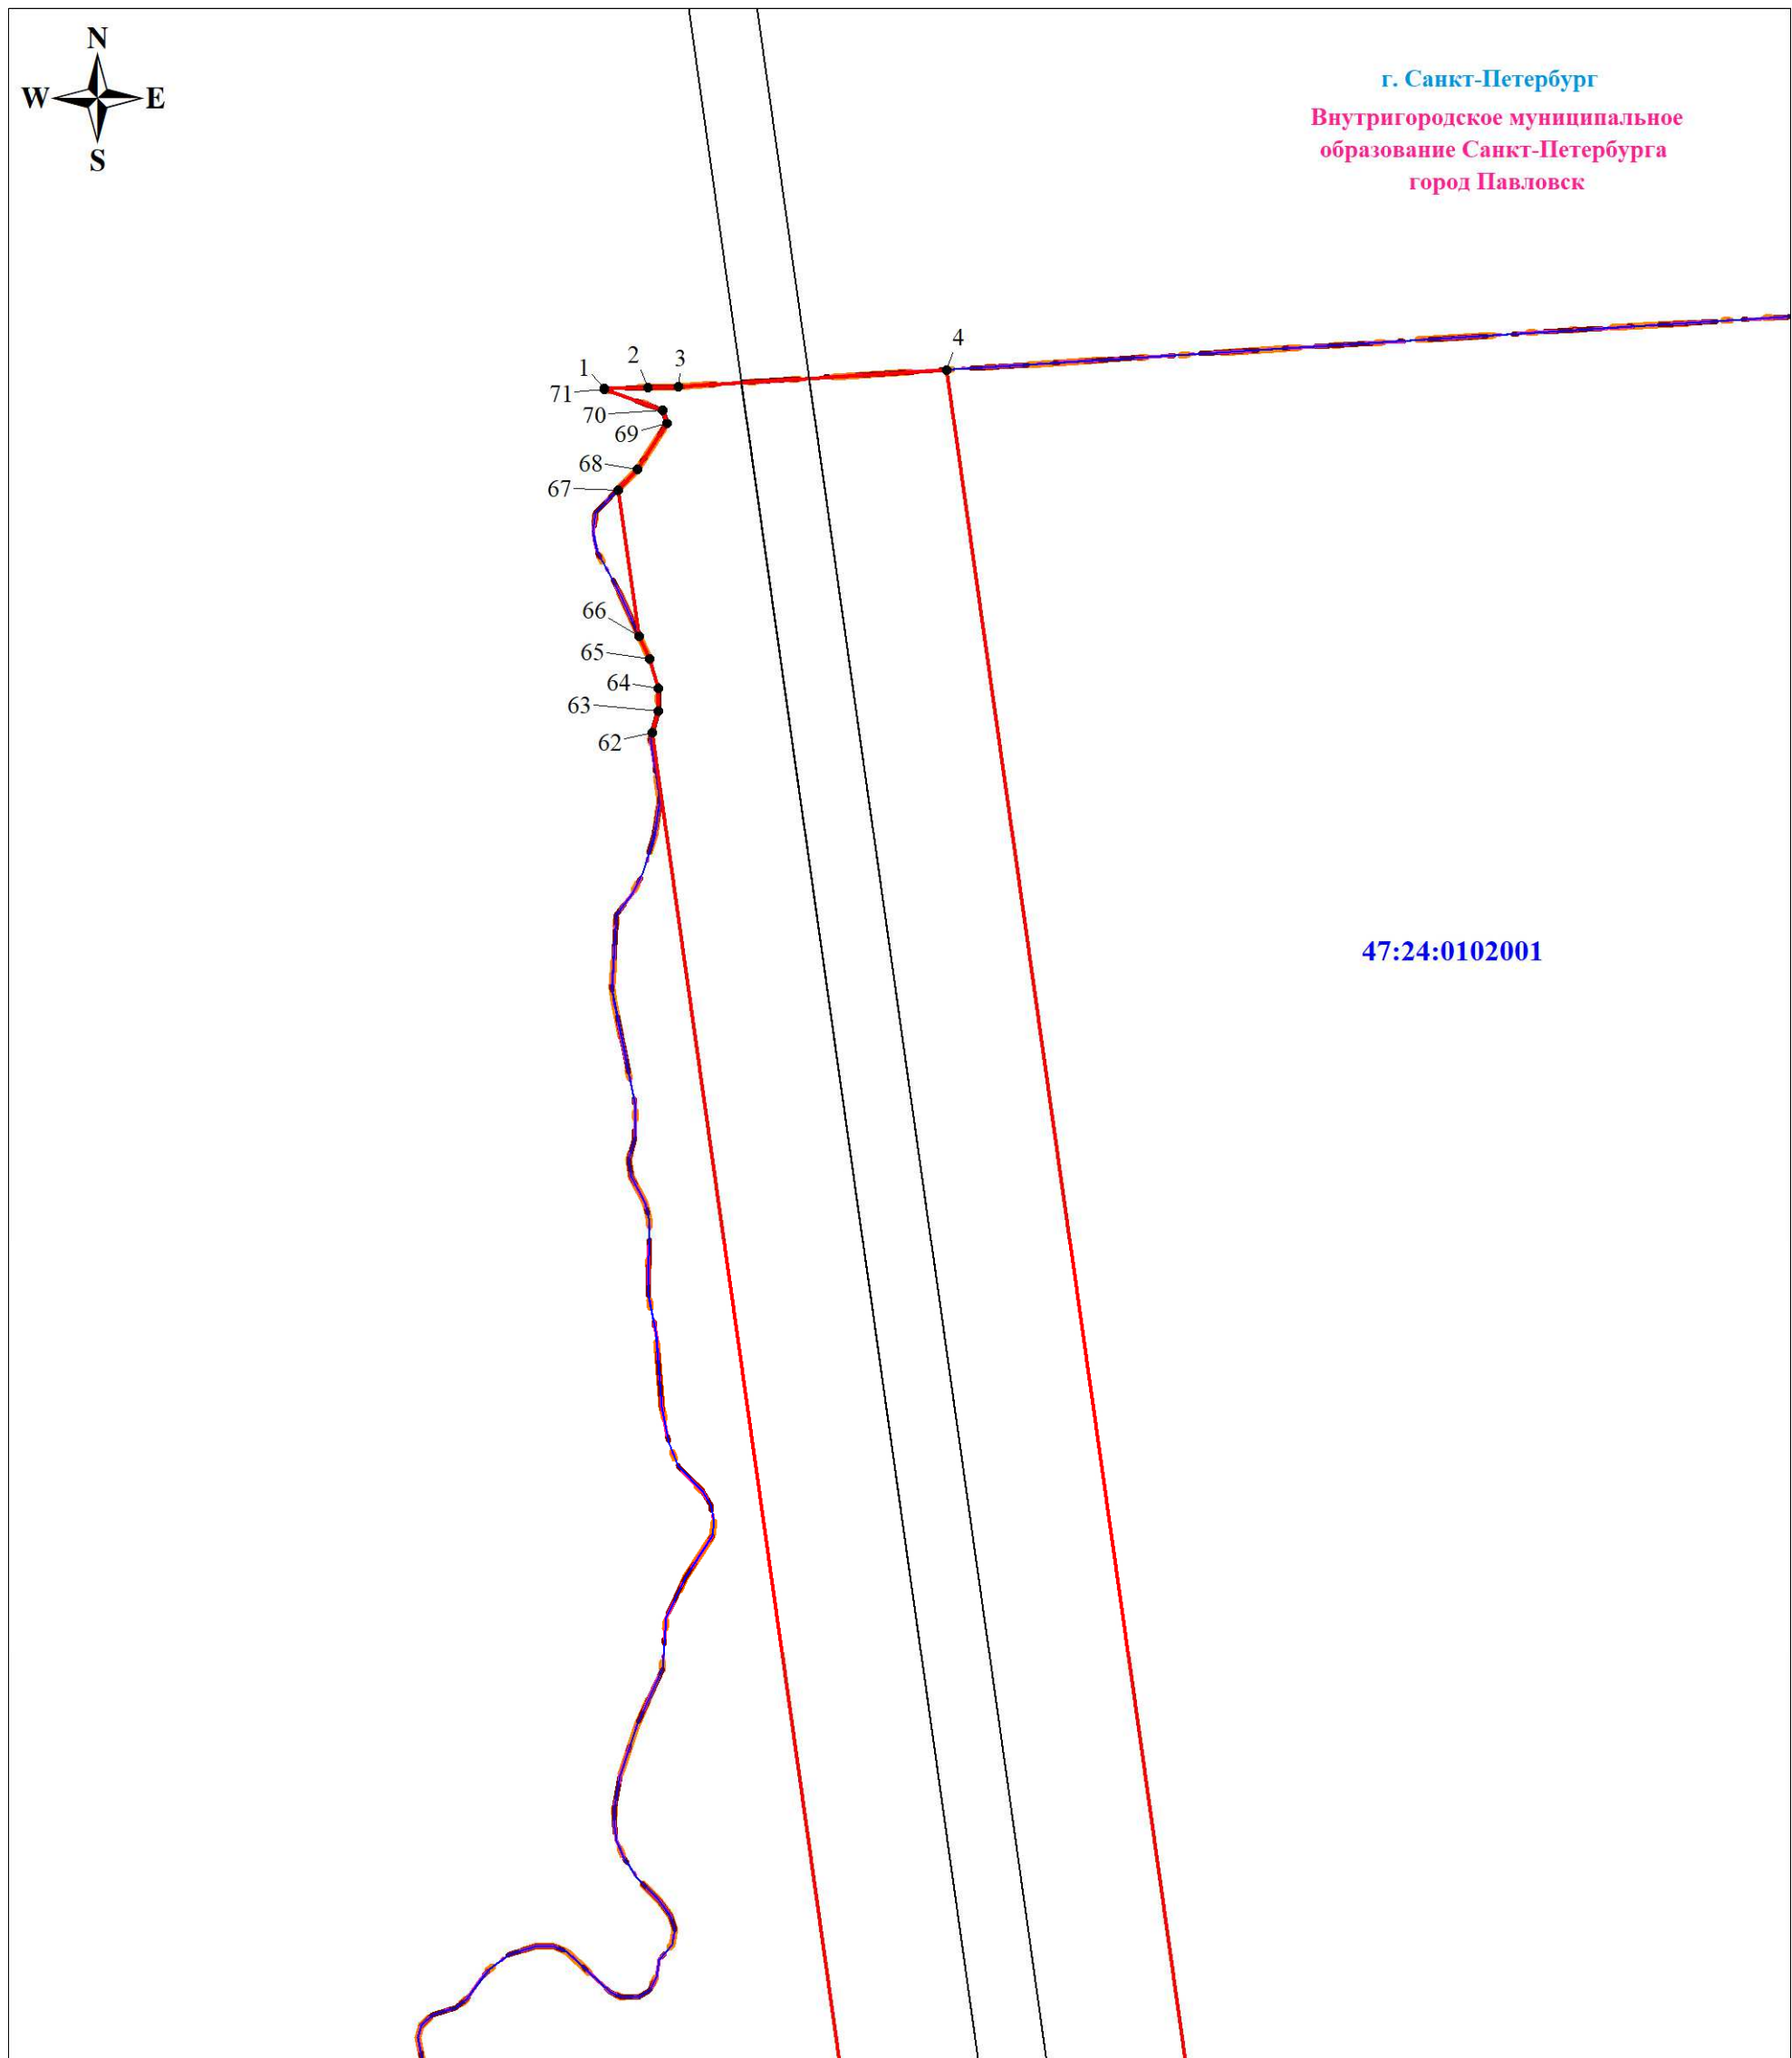 N
W E
S
г. Санкт-Петербург
Внутригородское муниципальное
образование Санкт-Петербурга
город Павловск
4
2
3
1
71
70
69
68
67
66
65
64
63
62
47:24:0102001